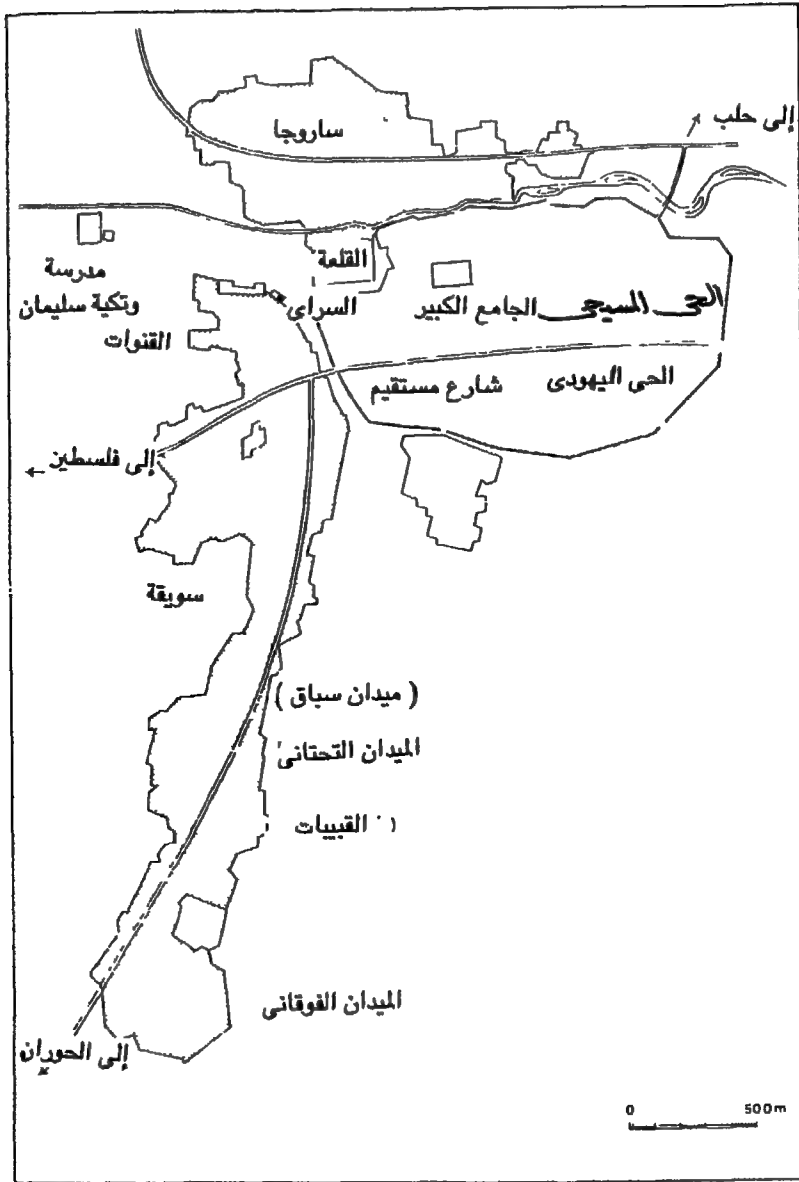 إلى حلب
ساروجا
القلعة
مدرسة
وتكية سليمان
السراى
الجامع الكبير
الحى المسيحى
القنوات
الحى اليهودى
شارع مستقيم
إلى فلسطين
سويقة
( ميدان سباق )
الميدان التحتانى
القبيبات
الميدان الفوقانى
إلى الحوران
0 500m